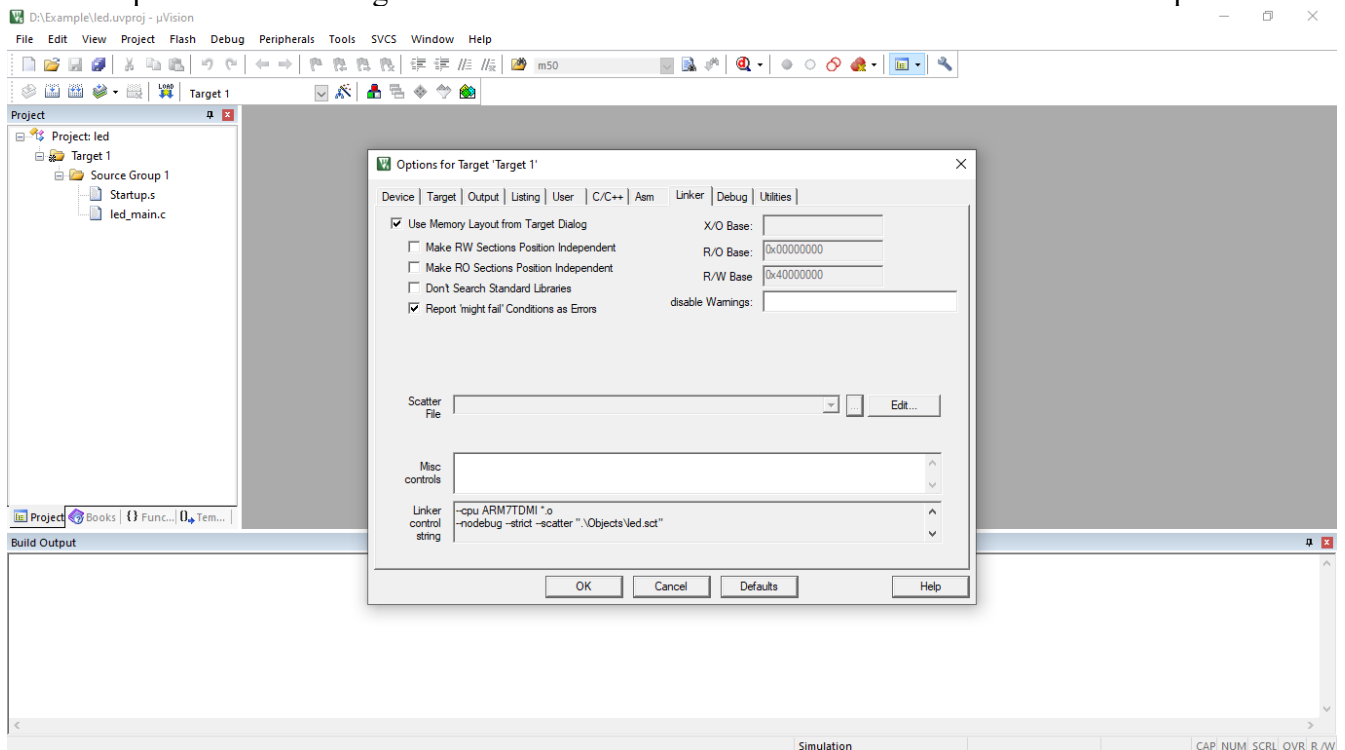 D:\Example\led.uvproj - µVision
File Edit View Project Flash Debug Peripherals Tools SVCS Window Help
m50
LOAD Target 1
Project
Project: led
Target 1
Source Group 1
Startup.s
led_main.c
Project Books {} Func... 0 Tem...
Options for Target 'Target 1'
Device Target Output Listing User C/C++ Asm Linker Debug Utilities
Use Memory Layout from Target Dialog
Make RW Sections Position Independent
Make RO Sections Position Independent
Don't Search Standard Libraries
Report 'might fail' Conditions as Errors
X/O Base:
R/O Base: 0x00000000
R/W Base 0x40000000
disable Warnings:
Scatter
File
... Edit...
Misc
controls
Linker
control
string
--cpu ARM7TDMI *.o
--nodebug --strict --scatter ".\Objects\led.sct"
OK Cancel Defaults Help
Build Output
Simulation CAP NUM SCRL OVR R/W